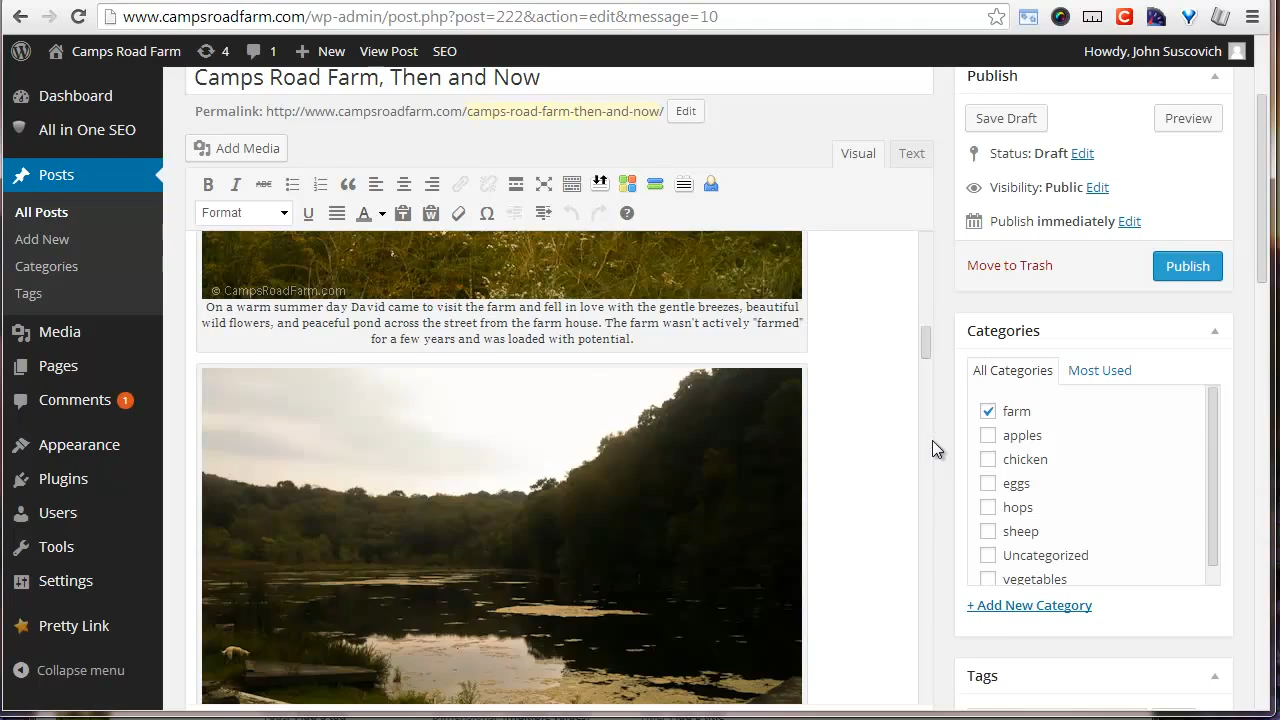 www.campsroadfarm.com/wp-admin/post.php?post=222&action=edit&message=10
Camps Road Farm 4 1 New View Post SEO Howdy, John Suscovich
Dashboard
All in One SEO
Posts
All Posts
Add New
Categories
Tags
Media
Pages
Comments 1
Appearance
Plugins
Users
Tools
Settings
Pretty Link
Collapse menu
Camps Road Farm, Then and Now
Permalink: http://www.campsroadfarm.com/camps-road-farm-then-and-now/ Edit
Add Media
Visual Text
B I ABC
Format U A T W Ω ?
© CampsRoadFarm.com
On a warm summer day David came to visit the farm and fell in love with the gentle breezes, beautiful
wild flowers, and peaceful pond across the street from the farm house. The farm wasn't actively "farmed"
for a few years and was loaded with potential.
Publish
Save Draft Preview
Status: Draft Edit
Visibility: Public Edit
Publish immediately Edit
Move to Trash Publish
Categories
All Categories Most Used
farm
apples
chicken
eggs
hops
sheep
Uncategorized
vegetables
+ Add New Category
Tags